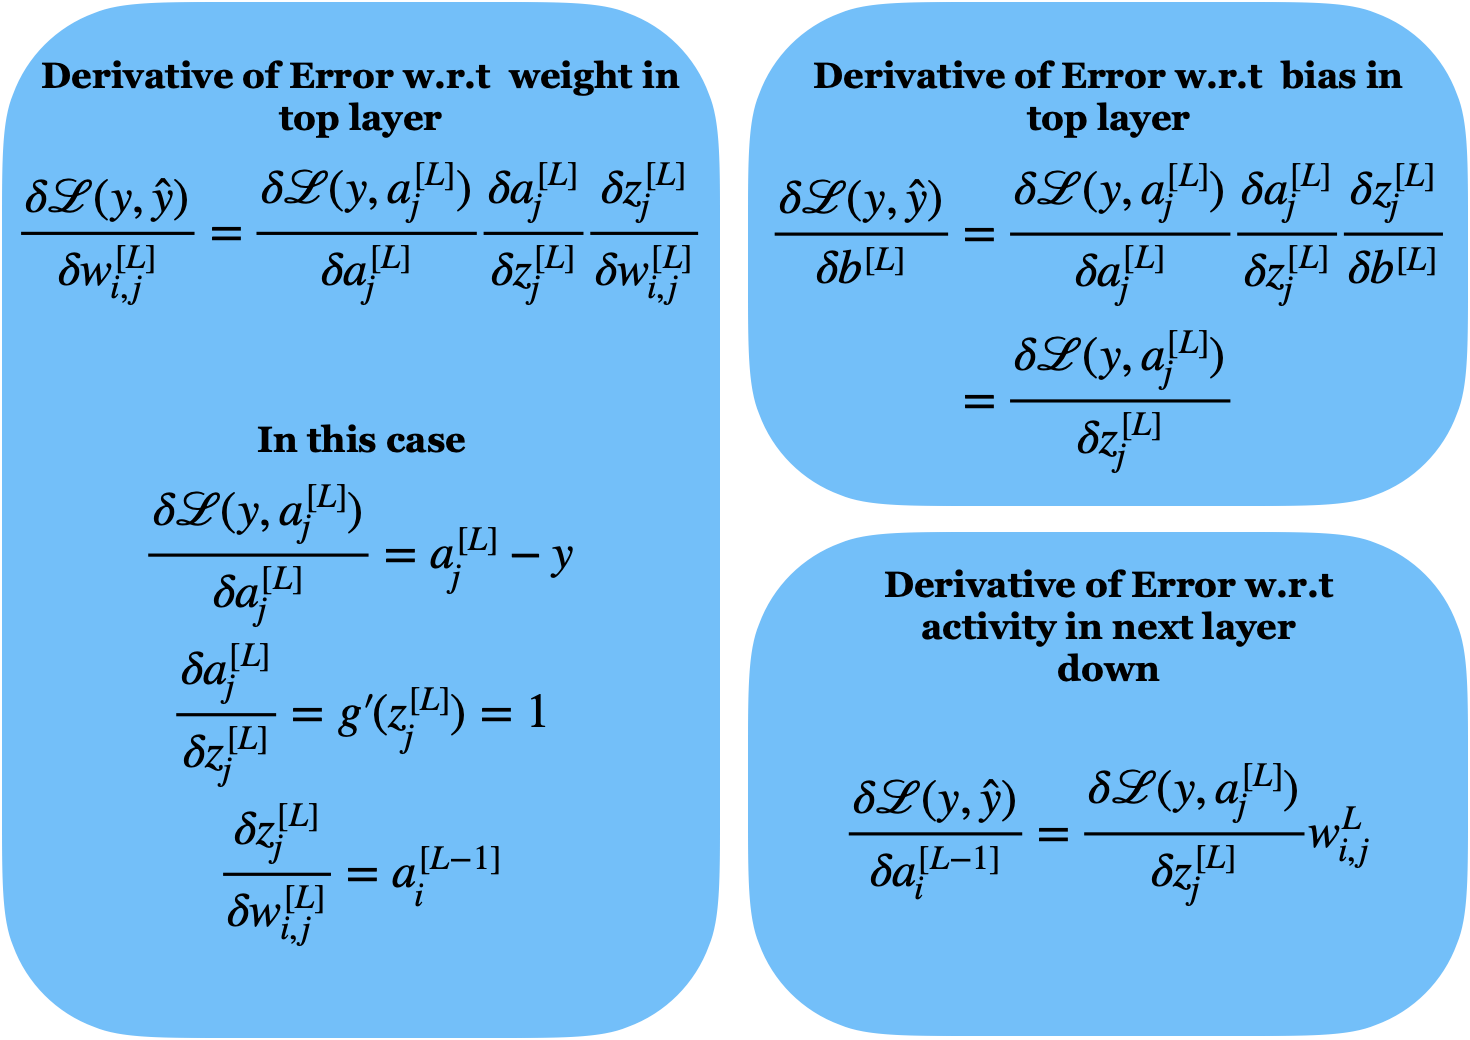 Derivative of Error w.r.t  weight in
top layer
δℒ(y, ŷ) / δw_{i,j}^{[L]} = δℒ(y, a_j^{[L]}) / δa_j^{[L]} δa_j^{[L]} / δz_j^{[L]} δz_j^{[L]} / δw_{i,j}^{[L]}
In this case
δℒ(y, a_j^{[L]}) / δa_j^{[L]} = a_j^{[L]} − y
δa_j^{[L]} / δz_j^{[L]} = g′(z_j^{[L]}) = 1
δz_j^{[L]} / δw_{i,j}^{[L]} = a_i^{[L−1]}
Derivative of Error w.r.t  bias in
top layer
δℒ(y, ŷ) / δb^{[L]} = δℒ(y, a_j^{[L]}) / δa_j^{[L]} δa_j^{[L]} / δz_j^{[L]} δz_j^{[L]} / δb^{[L]}
= δℒ(y, a_j^{[L]}) / δz_j^{[L]}
Derivative of Error w.r.t
activity in next layer
down
δℒ(y, ŷ) / δa_i^{[L−1]} = δℒ(y, a_j^{[L]}) / δz_j^{[L]} w_{i,j}^{L}